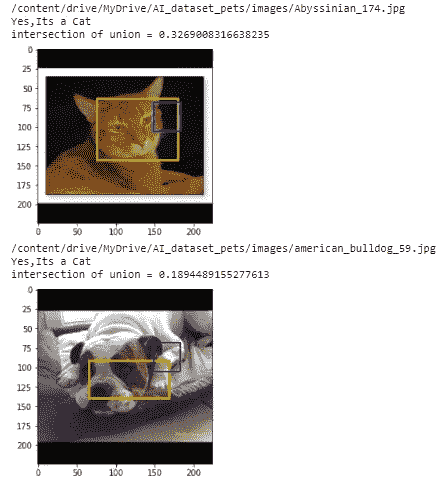 /content/drive/MyDrive/AI_dataset_pets/images/Abyssinian_174.jpg
Yes,Its a Cat
intersection of union = 0.3269008316638235
0
25
50
75
100
125
150
175
200
0 50 100 150 200
/content/drive/MyDrive/AI_dataset_pets/images/american_bulldog_59.jpg
Yes,Its a Cat
intersection of union = 0.1894489155277613
0
25
50
75
100
125
150
175
200
0 50 100 150 200